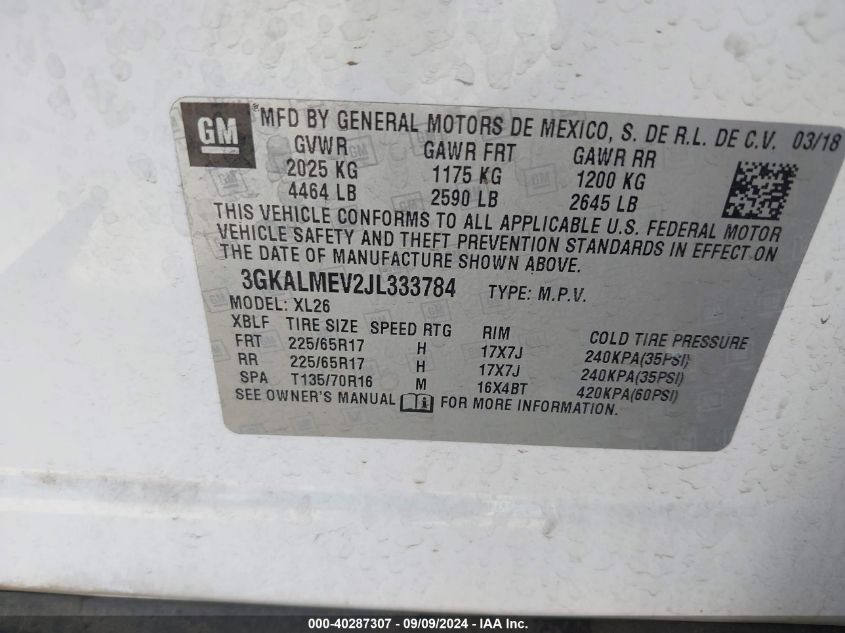 GM ® MFD BY GENERAL MOTORS DE MEXICO, S. DE R.L. DE C.V. 03/18
GVWR GAWR FRT GAWR RR
2025 KG 1175 KG 1200 KG
4464 LB 2590 LB 2645 LB
THIS VEHICLE CONFORMS TO ALL APPLICABLE U.S. FEDERAL MOTOR
VEHICLE SAFETY AND THEFT PREVENTION STANDARDS IN EFFECT ON
THE DATE OF MANUFACTURE SHOWN ABOVE.
3GKALMEV2JL333784 TYPE: M.P.V.
MODEL: XL26
XBLF TIRE SIZE SPEED RTG RIM COLD TIRE PRESSURE
FRT 225/65R17 H 17X7J 240KPA(35PSI)
RR 225/65R17 H 17X7J 240KPA(35PSI)
SPA T135/70R16 M 16X4BT 420KPA(60PSI)
SEE OWNER'S MANUAL FOR MORE INFORMATION.
000-40287307 - 09/09/2024 - IAA Inc.